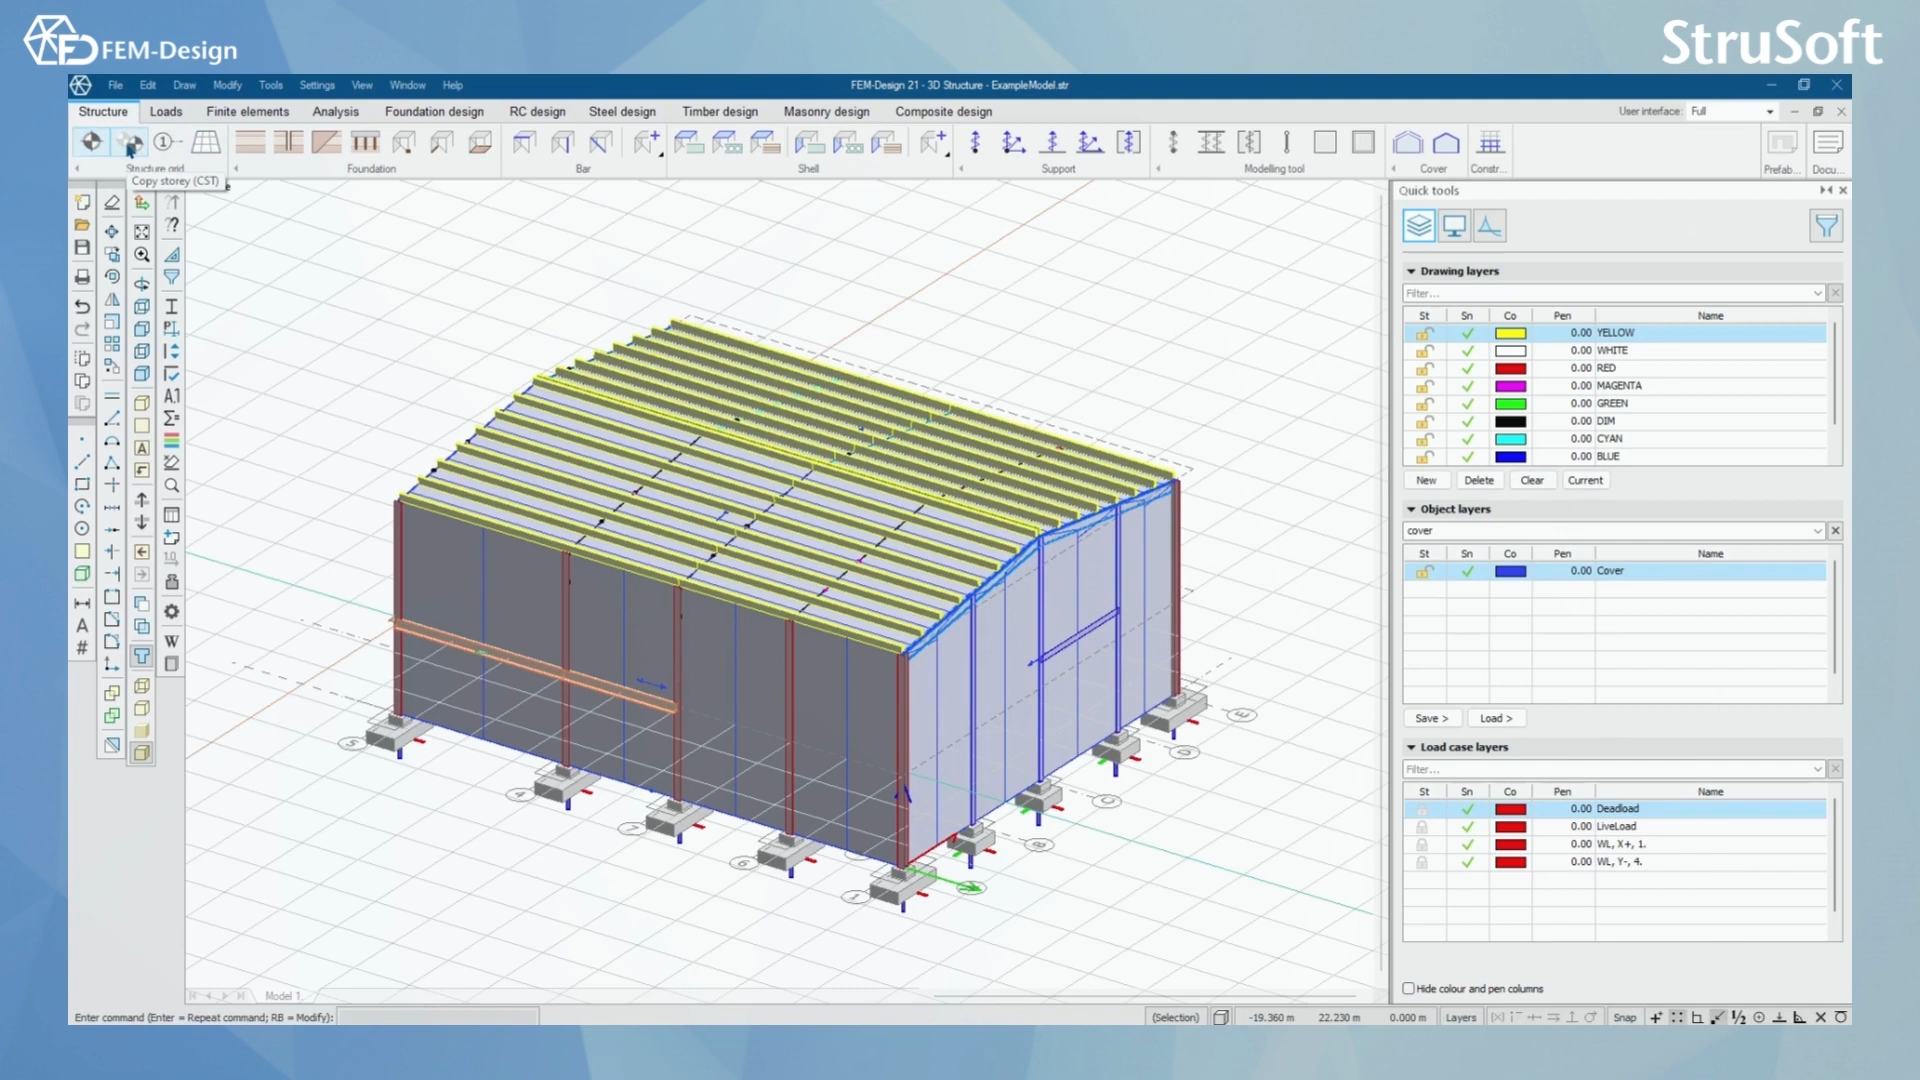 FEM-Design
StruSoft
File Edit Draw Modify Tools Settings View Window Help
FEM-Design 21 - 3D Structure - ExampleModel.str
Structure Loads Finite elements Analysis Foundation design RC design Steel design Timber design Masonry design Composite design
User interface: Full
Structure grid Foundation Bar Shell Support Modelling tool Cover Constr... Prefab... Docu...
Copy storey (CST)
Quick tools
Drawing layers
Filter...
St Sn Co Pen Name
0.00 YELLOW
0.00 WHITE
0.00 RED
0.00 MAGENTA
0.00 GREEN
0.00 DIM
0.00 CYAN
0.00 BLUE
New Delete Clear Current
Object layers
cover
St Sn Co Pen Name
0.00 Cover
Save > Load >
Load case layers
Filter...
St Sn Co Pen Name
0.00 Deadload
0.00 LiveLoad
0.00 WL, X+, 1.
0.00 WL, Y-, 4.
Hide colour and pen columns
Model 1
Enter command (Enter = Repeat command; RB = Modify):
(Selection) -19.360 m 22.230 m 0.000 m Layers Snap